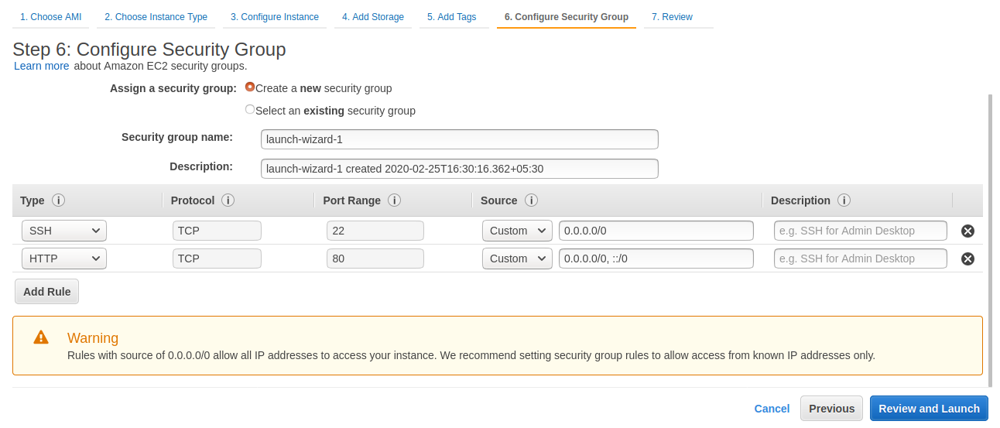 1. Choose AMI 2. Choose Instance Type 3. Configure Instance 4. Add Storage 5. Add Tags 6. Configure Security Group 7. Review
Step 6: Configure Security Group
Learn more about Amazon EC2 security groups.
Assign a security group: Create a new security group
Select an existing security group
Security group name: launch-wizard-1
Description: launch-wizard-1 created 2020-02-25T16:30:16.362+05:30
Type i Protocol i Port Range i Source i Description i
SSH TCP 22 Custom 0.0.0.0/0 e.g. SSH for Admin Desktop
HTTP TCP 80 Custom 0.0.0.0/0, ::/0 e.g. SSH for Admin Desktop
Add Rule
Warning
Rules with source of 0.0.0.0/0 allow all IP addresses to access your instance. We recommend setting security group rules to allow access from known IP addresses only.
Cancel Previous Review and Launch